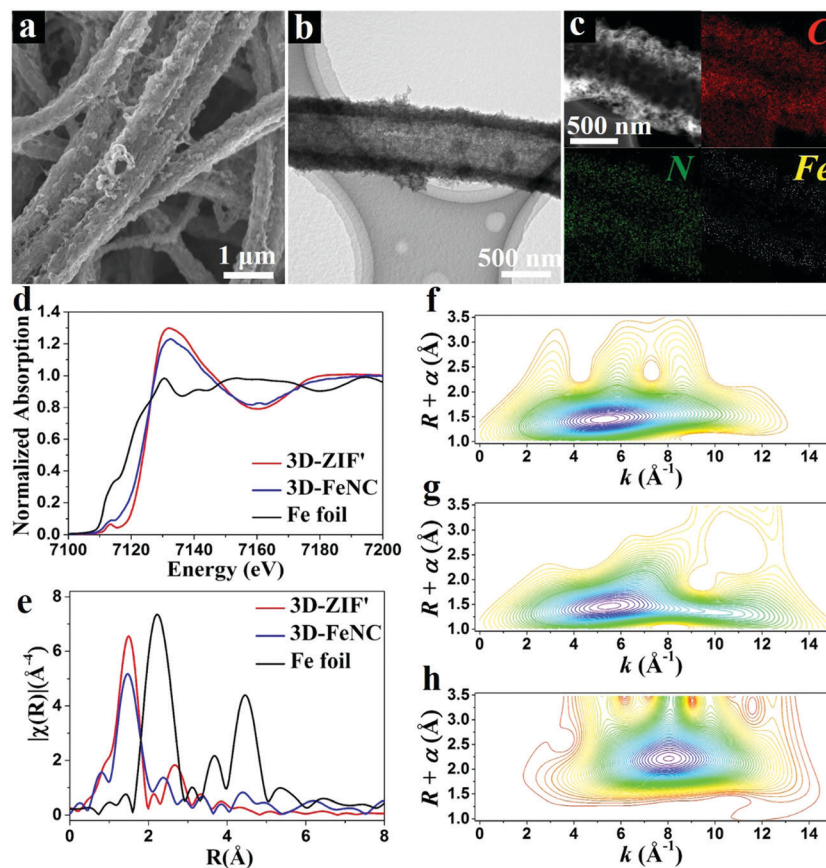 a
1 μm
b
500 nm
c
500 nm
C
N
Fe
d
Normalized Absorption
1.4
1.2
1.0
0.8
0.6
0.4
0.2
0.0
3D-ZIF'
3D-FeNC
Fe foil
7100 7120 7140 7160 7180 7200
Energy (eV)
e
|χ(R)|(Å⁻⁴)
8
6
4
2
0
3D-ZIF'
3D-FeNC
Fe foil
0 2 4 6 8
R(Å)
f
R + α (Å)
3.5
3.0
2.5
2.0
1.5
1.0
0 2 4 6 8 10 12 14
k (Å⁻¹)
g
R + α (Å)
3.5
3.0
2.5
2.0
1.5
1.0
0 2 4 6 8 10 12 14
k (Å⁻¹)
h
R + α (Å)
3.5
3.0
2.5
2.0
1.5
1.0
0 2 4 6 8 10 12 14
k (Å⁻¹)